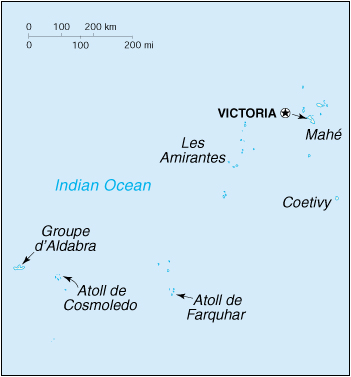 0 100 200 km
0 100 200 mi
VICTORIA
Mahé
Les
Amirantes
Indian Ocean
Coetivy
Groupe
d'Aldabra
Atoll de
Cosmoledo
Atoll de
Farquhar